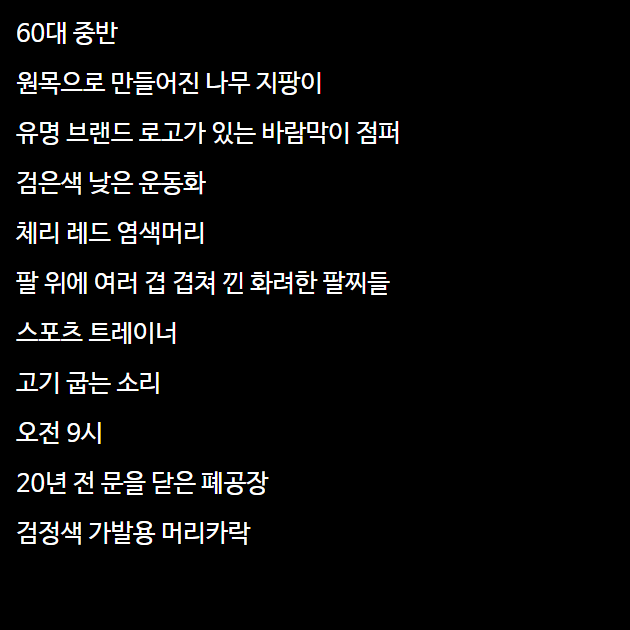 60대 중반
원목으로 만들어진 나무 지팡이
유명 브랜드 로고가 있는 바람막이 점퍼
검은색 낮은 운동화
체리 레드 염색머리
팔 위에 여러 겹 겹쳐 낀 화려한 팔찌들
스포츠 트레이너
고기 굽는 소리
오전 9시
20년 전 문을 닫은 폐공장
검정색 가발용 머리카락